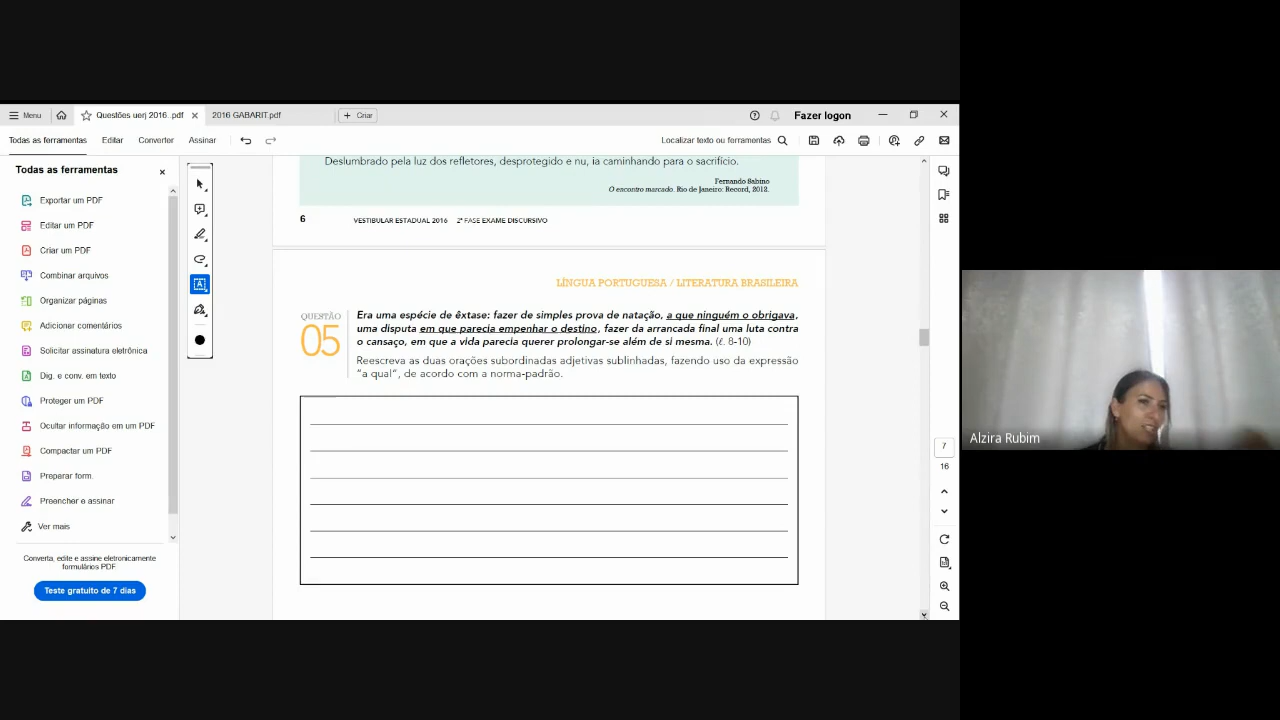 Menu
Questões uerj 2016..pdf
2016 GABARIT.pdf
Criar
Fazer logon
Todas as ferramentas
Editar
Converter
Assinar
Localizar texto ou ferramentas
Todas as ferramentas
Exportar um PDF
Editar um PDF
Criar um PDF
Combinar arquivos
Organizar páginas
Adicionar comentários
Solicitar assinatura eletrônica
Dig. e conv. em texto
Proteger um PDF
Ocultar informação em um PDF
Compactar um PDF
Preparar form.
Preencher e assinar
Ver mais
Converta, edite e assine eletronicamente
formulários PDF
Teste gratuito de 7 dias
Deslumbrado pela luz dos refletores, desprotegido e nu, ia caminhando para o sacrifício.
Fernando Sabino
O encontro marcado. Rio de Janeiro: Record, 2012.
6 VESTIBULAR ESTADUAL 2016 2ª FASE EXAME DISCURSIVO
LÍNGUA PORTUGUESA / LITERATURA BRASILEIRA
QUESTÃO
05
Era uma espécie de êxtase: fazer de simples prova de natação, a que ninguém o obrigava,
uma disputa em que parecia empenhar o destino, fazer da arrancada final uma luta contra
o cansaço, em que a vida parecia querer prolongar-se além de si mesma. (ℓ. 8-10)
Reescreva as duas orações subordinadas adjetivas sublinhadas, fazendo uso da expressão
"a qual", de acordo com a norma-padrão.
7
16
Alzira Rubim